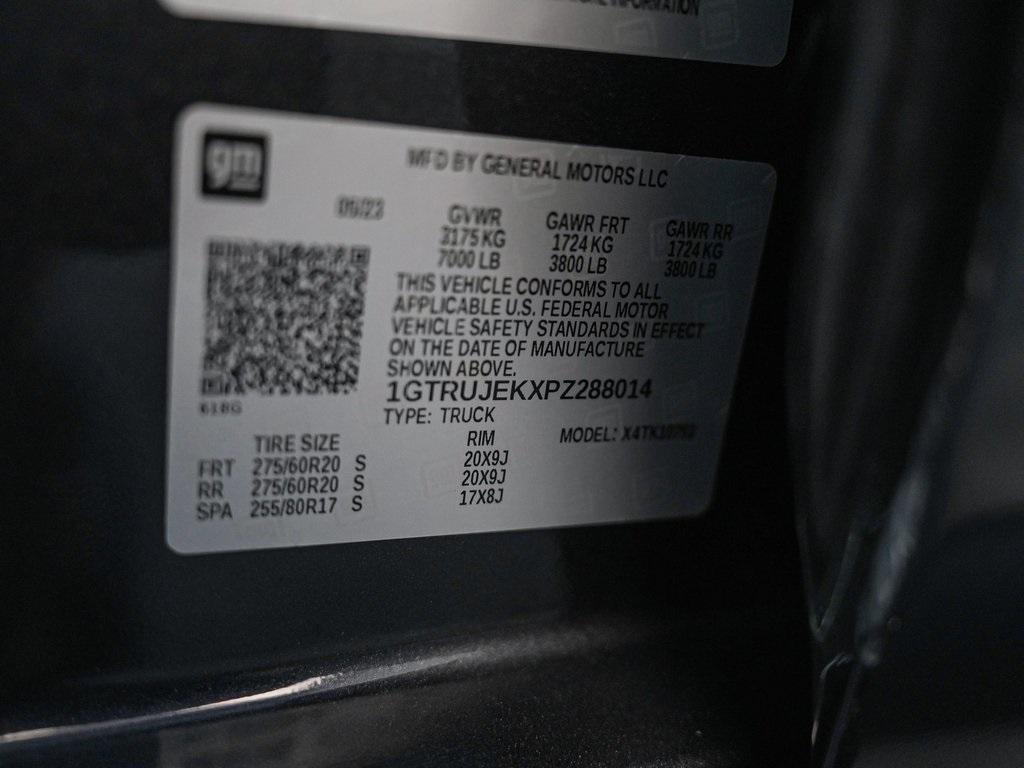 INFORMATION
gm
MFD BY GENERAL MOTORS LLC
GVWR GAWR FRT GAWR RR
3175 KG 1724 KG 1724 KG
7000 LB 3800 LB 3800 LB
THIS VEHICLE CONFORMS TO ALL
APPLICABLE U.S. FEDERAL MOTOR
VEHICLE SAFETY STANDARDS IN EFFECT
ON THE DATE OF MANUFACTURE
SHOWN ABOVE.
1GTRUJEKXPZ288014
TYPE: TRUCK
MODEL:
TIRE SIZE RIM
FRT 275/60R20 S 20X9J
RR 275/60R20 S 20X9J
SPA 255/80R17 S 17X8J